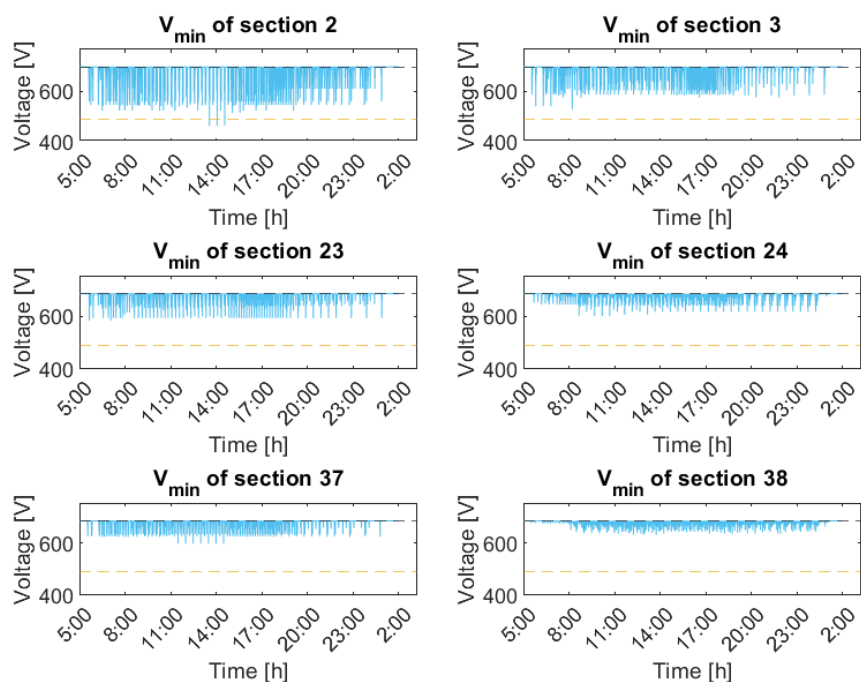 Vmin of section 2
Voltage [V]
600
400
5:00 8:00 11:00 14:00 17:00 20:00 23:00 2:00
Time [h]
Vmin of section 3
Voltage [V]
600
400
5:00 8:00 11:00 14:00 17:00 20:00 23:00 2:00
Time [h]
Vmin of section 23
Voltage [V]
600
400
5:00 8:00 11:00 14:00 17:00 20:00 23:00 2:00
Time [h]
Vmin of section 24
Voltage [V]
600
400
5:00 8:00 11:00 14:00 17:00 20:00 23:00 2:00
Time [h]
Vmin of section 37
Voltage [V]
600
400
5:00 8:00 11:00 14:00 17:00 20:00 23:00 2:00
Time [h]
Vmin of section 38
Voltage [V]
600
400
5:00 8:00 11:00 14:00 17:00 20:00 23:00 2:00
Time [h]